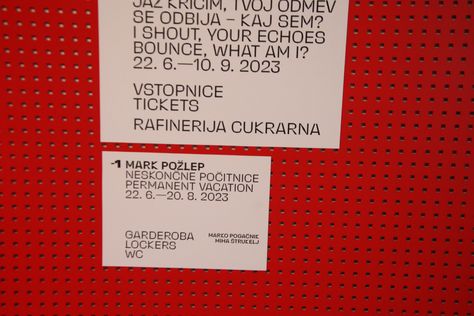 JAZ KRIČIM, TVOJ ODMEV
SE ODBIJA – KAJ SEM?
I SHOUT, YOUR ECHOES
BOUNCE, WHAT AM I?
22. 6.—10. 9. 2023
VSTOPNICE
TICKETS
RAFINERIJA CUKRARNA
-1 MARK POŽLEP
NESKONČNE POČITNICE
PERMANENT VACATION
22. 6.—20. 8. 2023
GARDEROBA
LOCKERS
WC
MARKO POGAČNIK
MIHA ŠTRUKELJ